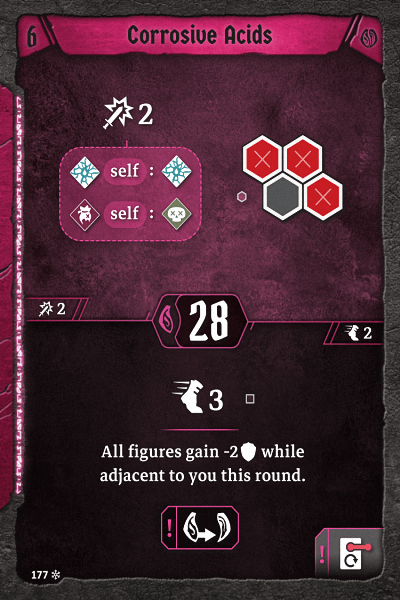 6 Corrosive Acids
2
self :
self :
2
28
2
3
All figures gain -2 while
adjacent to you this round.
!
!
177